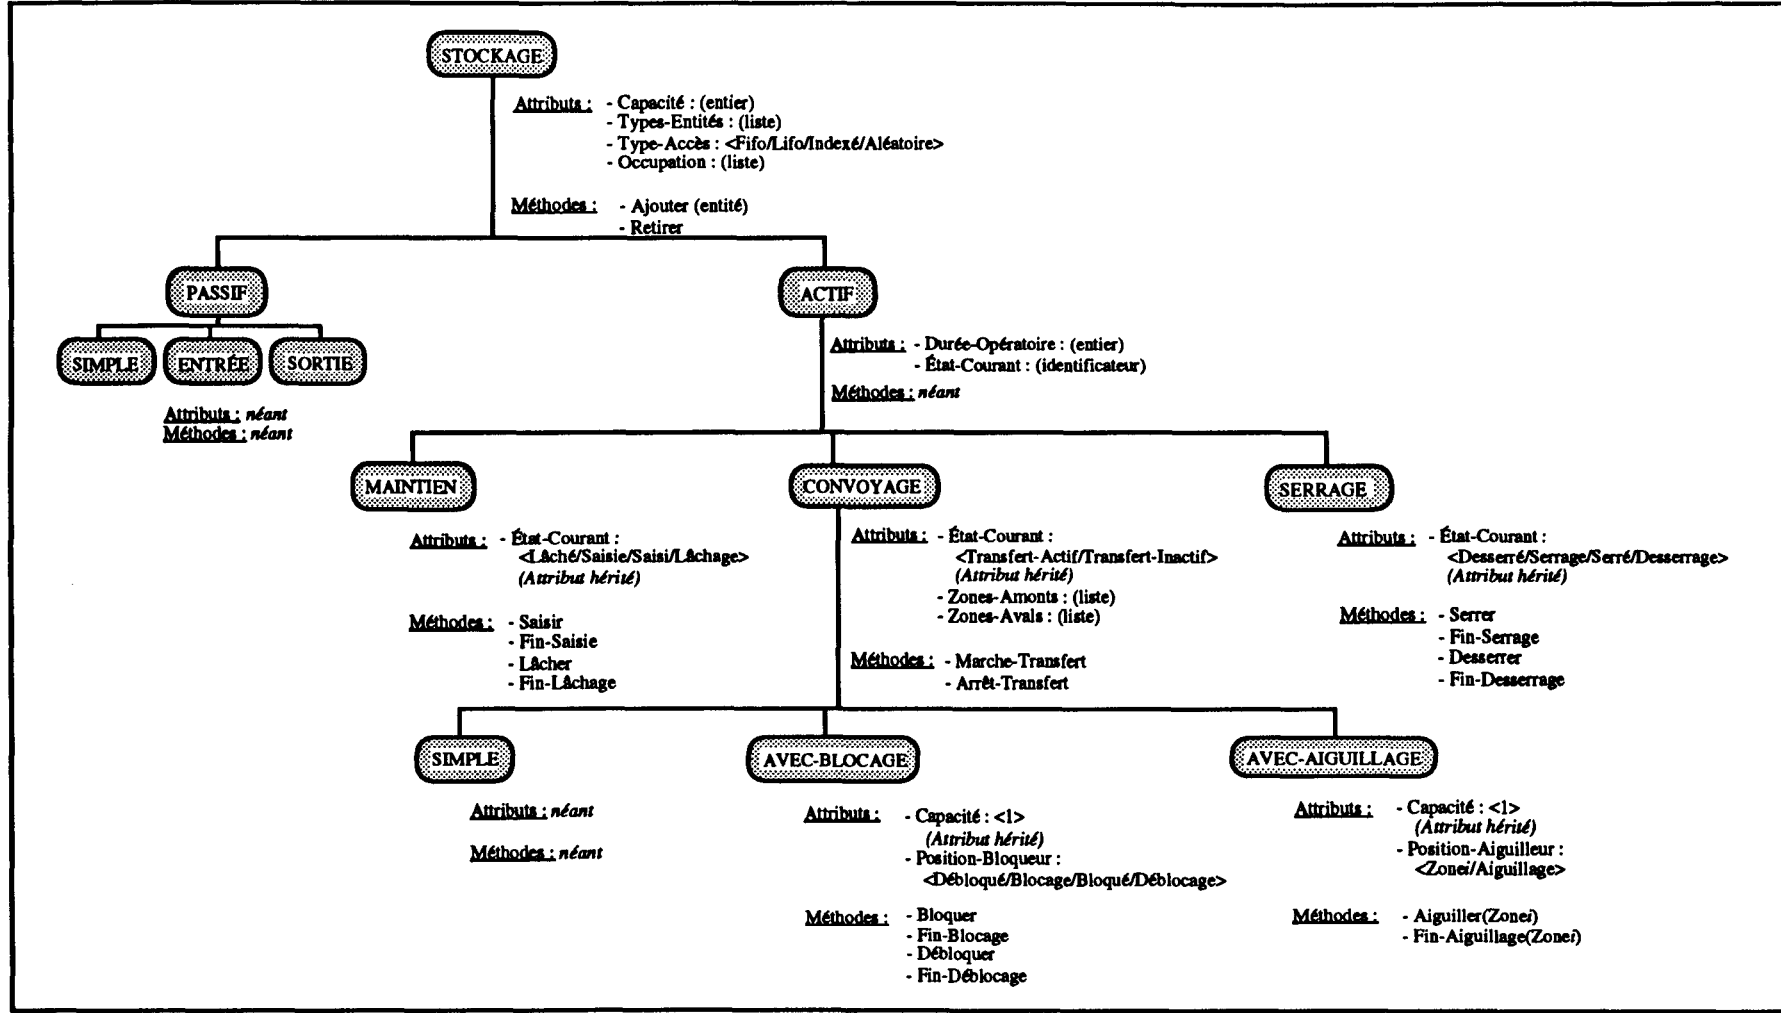 STOCKAGE
Attributs : - Capacité : (entier)
- Types-Entités : (liste)
- Type-Accès : <Fifo/Lifo/Indexé/Aléatoire>
- Occupation : (liste)
Méthodes : - Ajouter (entité)
- Retirer
PASSIF
ACTIF
SIMPLE
ENTRÉE
SORTIE
Attributs : néant
Méthodes : néant
Attributs : - Durée-Opératoire : (entier)
- État-Courant : (identificateur)
Méthodes : néant
MAINTIEN
CONVOYAGE
SERRAGE
Attributs : - État-Courant :
<Lâché/Saisie/Saisi/Lâchage>
(Attribut hérité)
Méthodes : - Saisir
- Fin-Saisie
- Lâcher
- Fin-Lâchage
Attributs : - État-Courant :
<Transfert-Actif/Transfert-Inactif>
(Attribut hérité)
- Zones-Amonts : (liste)
- Zones-Avals : (liste)
Méthodes : - Marche-Transfert
- Arrêt-Transfert
Attributs : - État-Courant :
<Desserré/Serrage/Serré/Desserrage>
(Attribut hérité)
Méthodes : - Serrer
- Fin-Serrage
- Desserrer
- Fin-Desserrage
SIMPLE
AVEC-BLOCAGE
AVEC-AIGUILLAGE
Attributs : néant
Méthodes : néant
Attributs : - Capacité : <1>
(Attribut hérité)
- Position-Bloqueur :
<Débloqué/Blocage/Bloqué/Déblocage>
Méthodes : - Bloquer
- Fin-Blocage
- Débloquer
- Fin-Déblocage
Attributs : - Capacité : <1>
(Attribut hérité)
- Position-Aiguilleur :
<Zonei/Aiguillage>
Méthodes : - Aiguiller(Zonei)
- Fin-Aiguillage(Zonei)